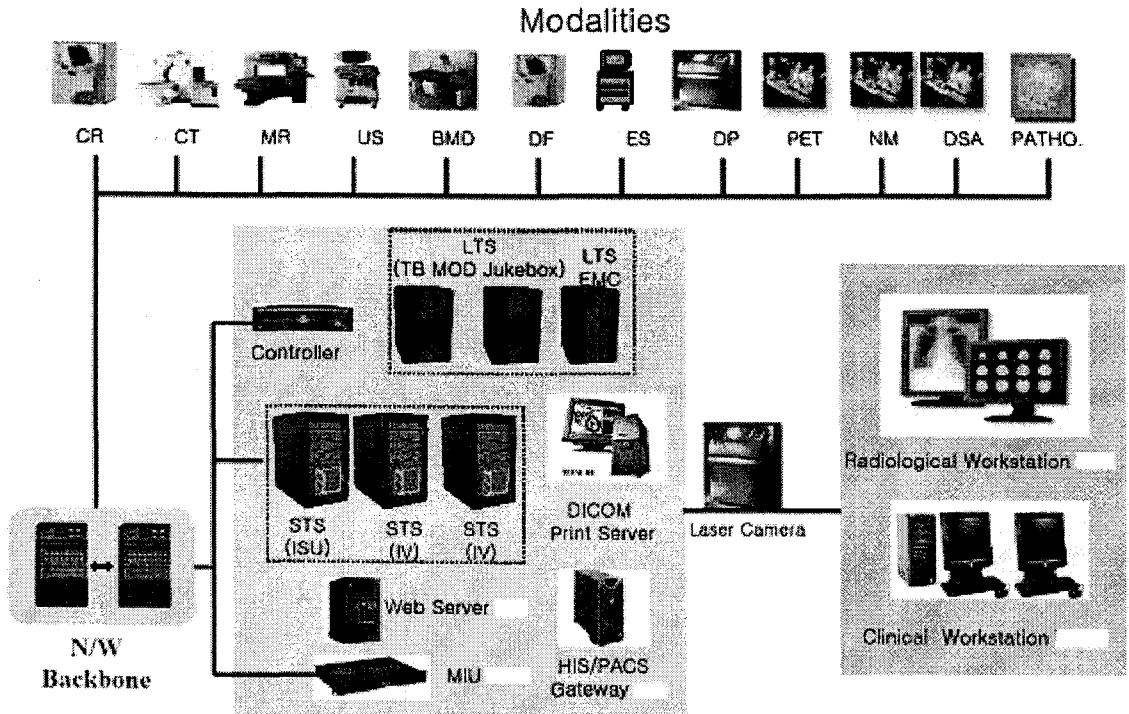 Modalities
CR CT MR US BMD DF ES DP PET NM DSA PATHO.
LTS
(TB MOD Jukebox)
LTS
EMC
Controller
STS
(ISU)
STS
(IV)
STS
(IV)
DICOM
Print Server
Laser Camera
Radiological Workstation
Clinical Workstation
Web Server
MIU
HIS/PACS
Gateway
N/W
Backbone